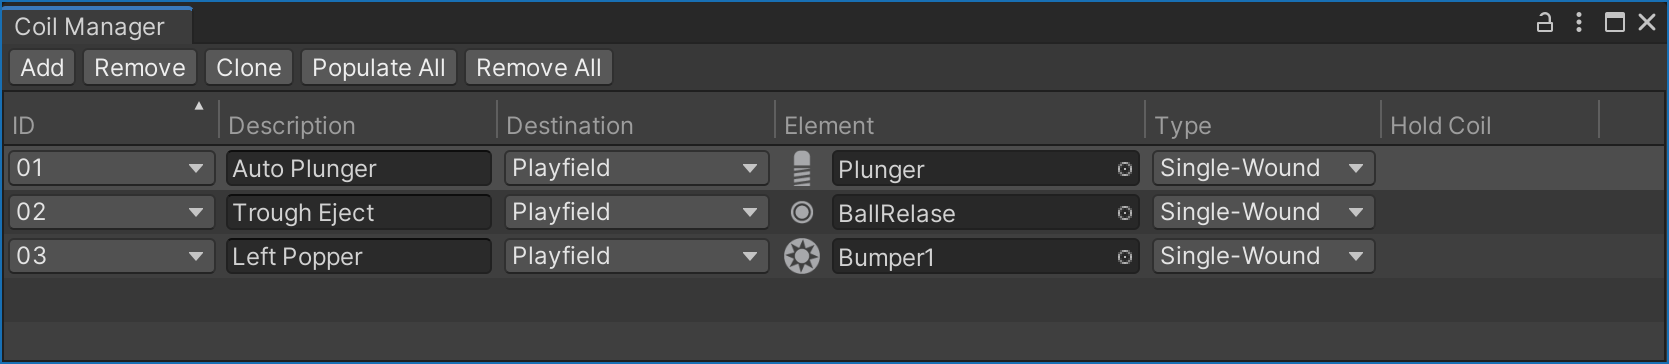 Coil Manager
Add Remove Clone Populate All Remove All
ID Description Destination Element Type Hold Coil
01 Auto Plunger Playfield Plunger Single-Wound
02 Trough Eject Playfield BallRelase Single-Wound
03 Left Popper Playfield Bumper1 Single-Wound